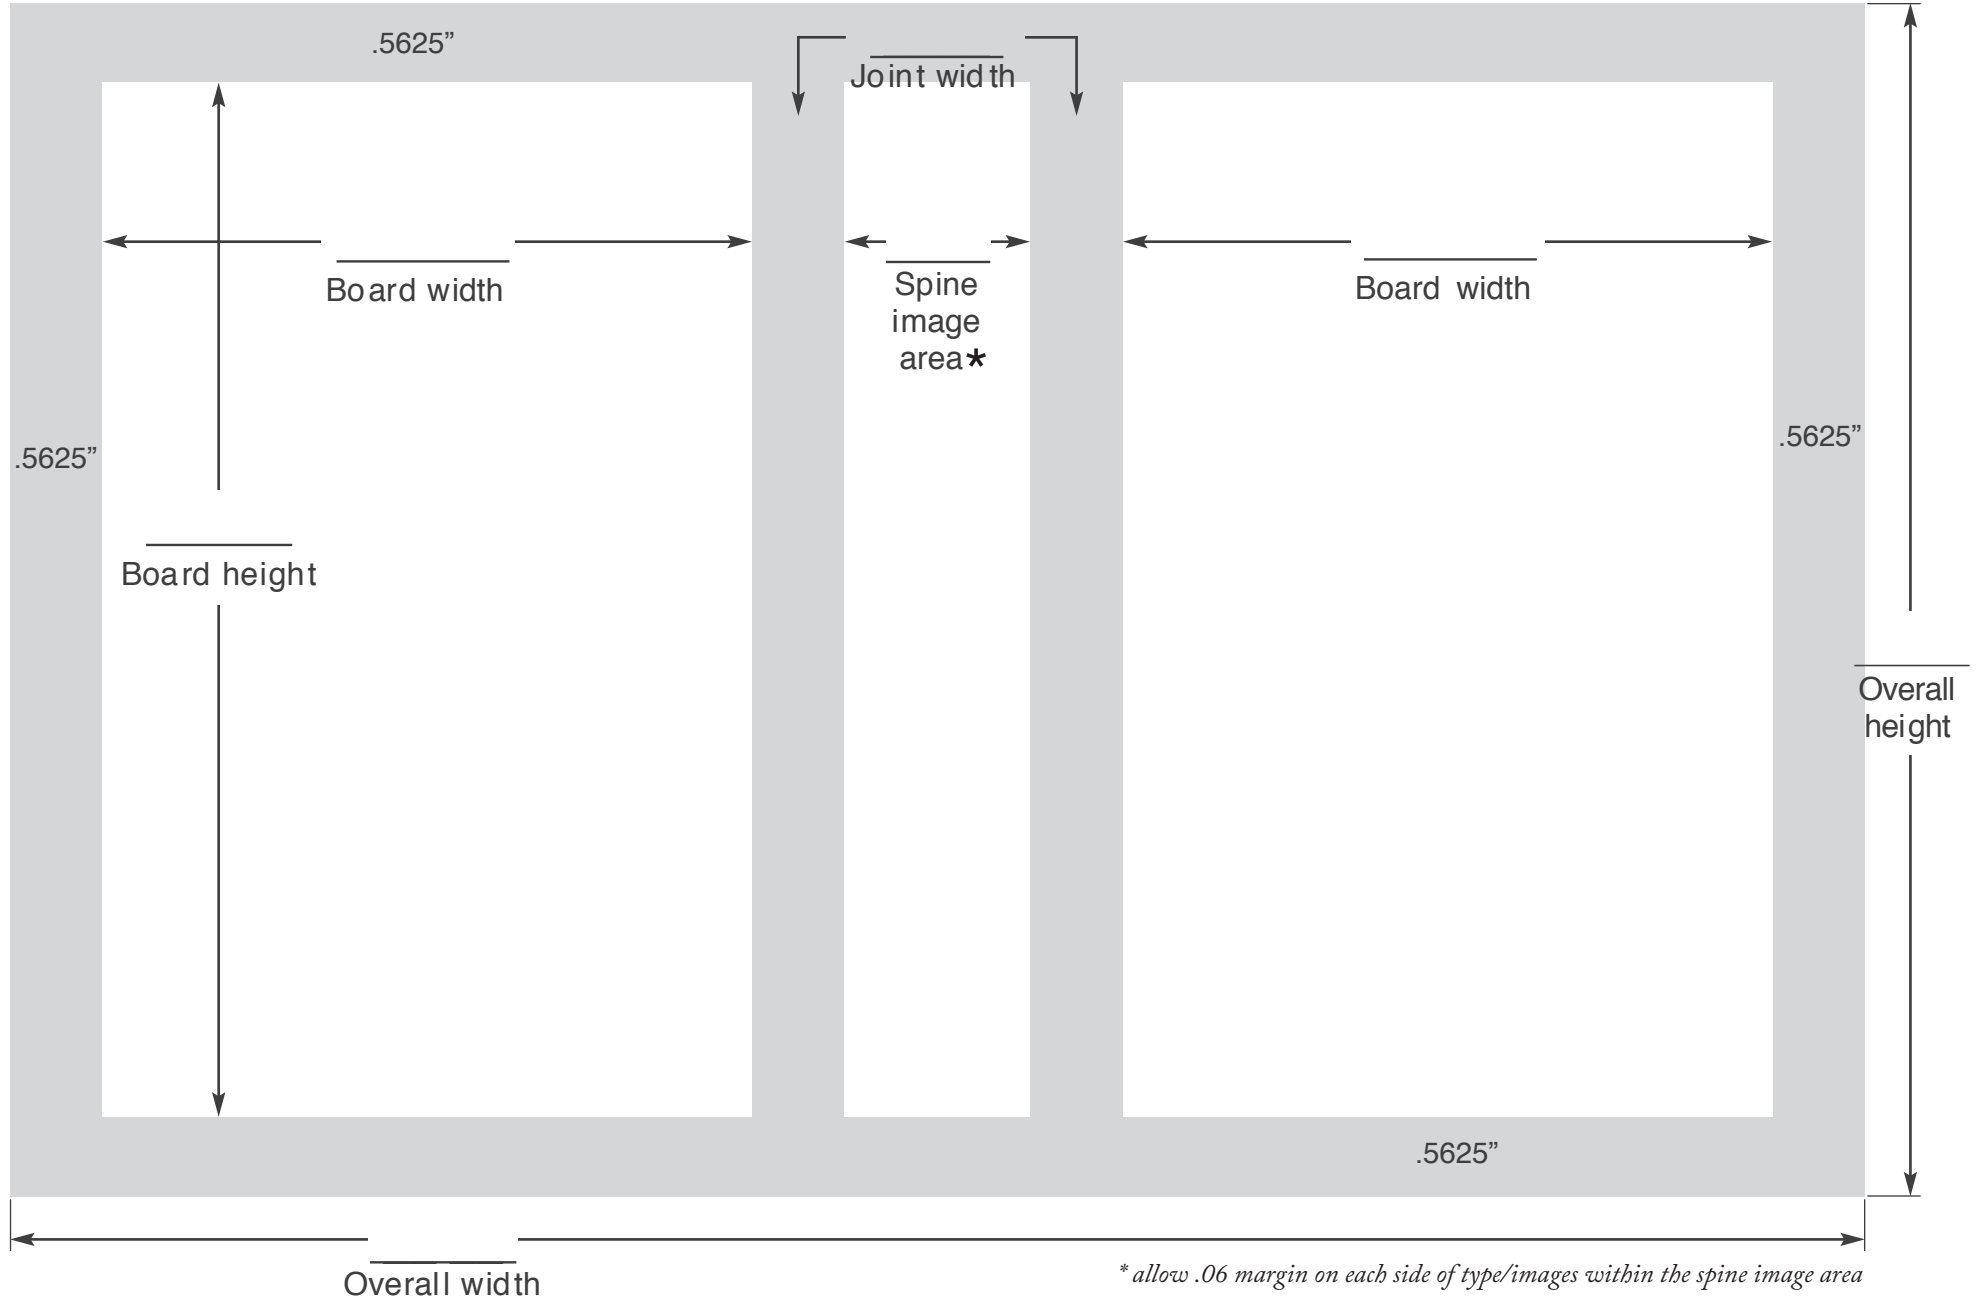 .5625”
Joint width
Board width
Spine
image
area*
Board width
.5625”
.5625”
Board height
Overall
height
.5625”
Overall width
* allow .06 margin on each side of type/images within the spine image area